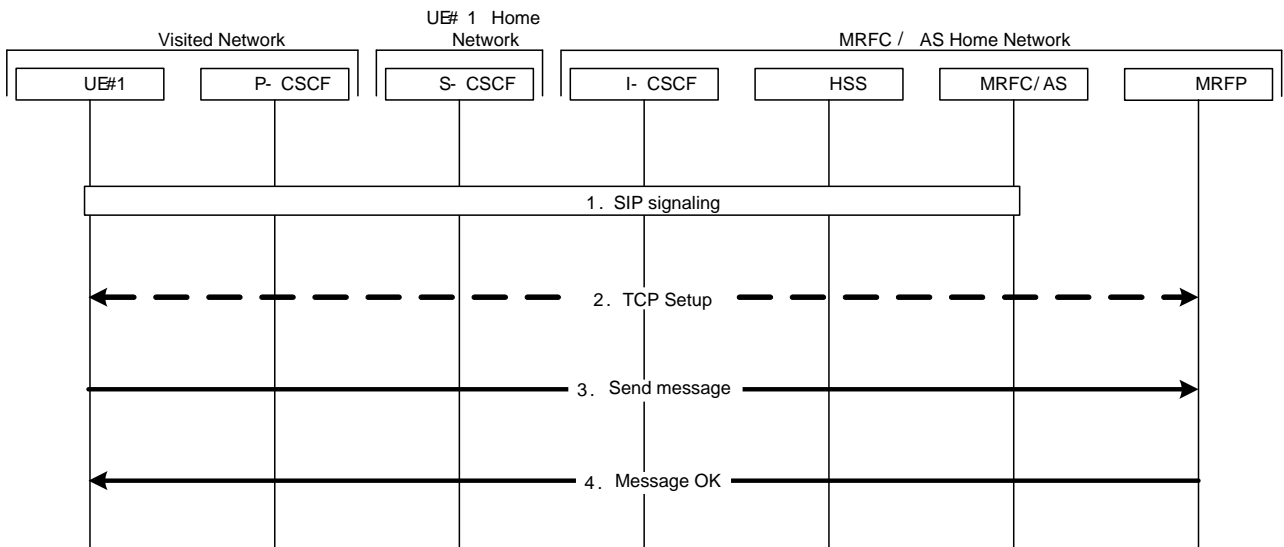 UE# 1 Home
Network
Visited Network
MRFC / AS Home Network
UE#1
P- CSCF
S- CSCF
I- CSCF
HSS
MRFC/AS
MRFP
1. SIP signaling
2. TCP Setup
3. Send message
4. Message OK